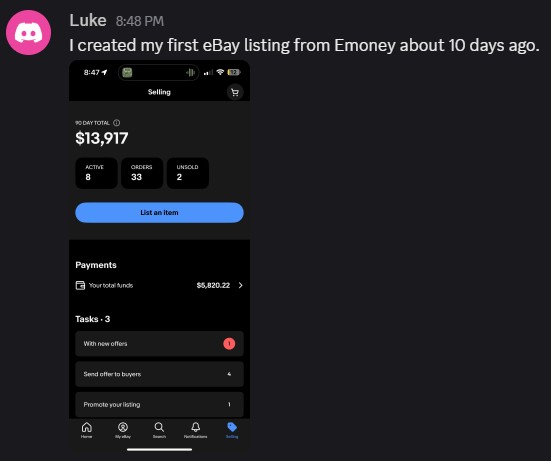 Luke 8:48 PM
I created my first eBay listing from Emoney about 10 days ago.
8:47
Selling
90 DAY TOTAL
$13,917
ACTIVE ORDERS UNSOLD
8 33 2
List an item
Payments
Your total funds $5,820.22
Tasks · 3
With new offers 1
Send offer to buyers 4
Promote your listing 1
Home My eBay Search Notifications Selling